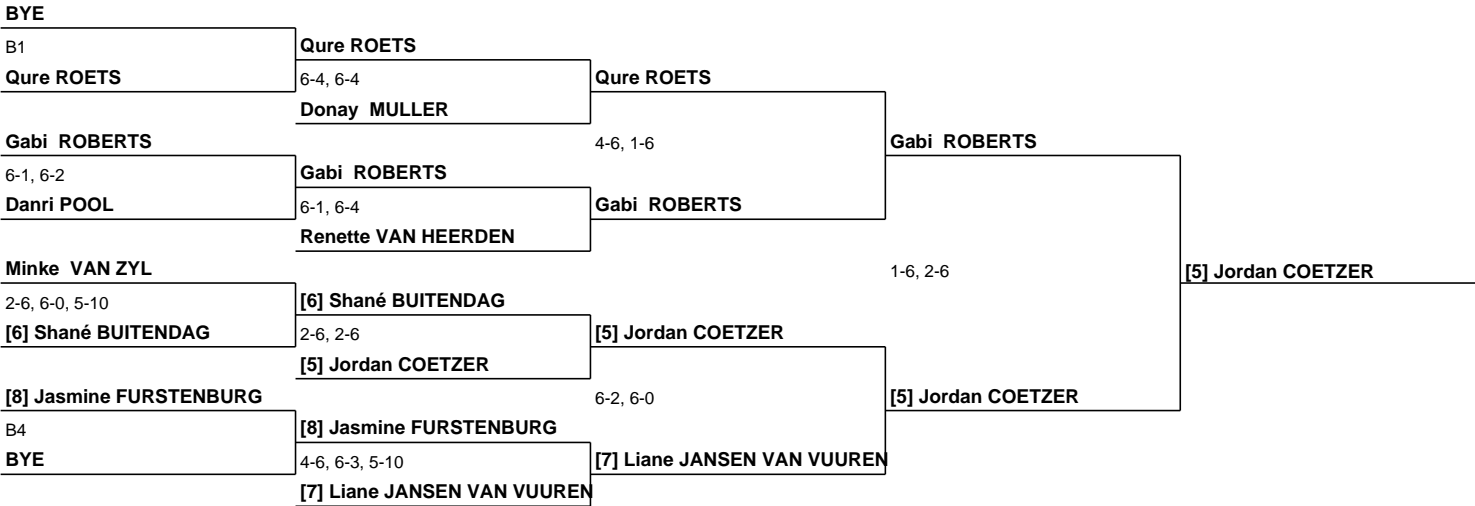 BYE
B1
Qure ROETS
Qure ROETS
6-4, 6-4
Qure ROETS
Donay MULLER
Gabi ROBERTS
4-6, 1-6
Gabi ROBERTS
6-1, 6-2
Gabi ROBERTS
Danri POOL
6-1, 6-4
Gabi ROBERTS
Renette VAN HEERDEN
Minke VAN ZYL
1-6, 2-6
[5] Jordan COETZER
2-6, 6-0, 5-10
[6] Shané BUITENDAG
[6] Shané BUITENDAG
2-6, 2-6
[5] Jordan COETZER
[5] Jordan COETZER
[8] Jasmine FURSTENBURG
6-2, 6-0
[5] Jordan COETZER
B4
[8] Jasmine FURSTENBURG
BYE
4-6, 6-3, 5-10
[7] Liane JANSEN VAN VUUREN
[7] Liane JANSEN VAN VUUREN